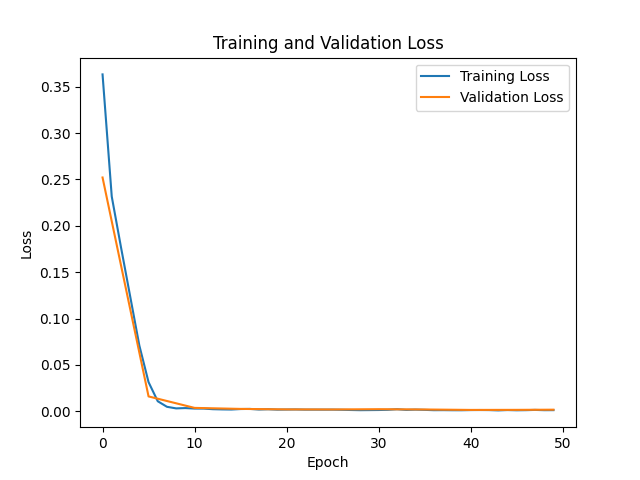 Training and Validation Loss
Training Loss
Validation Loss
Loss
0.35
0.30
0.25
0.20
0.15
0.10
0.05
0.00
0 10 20 30 40 50
Epoch